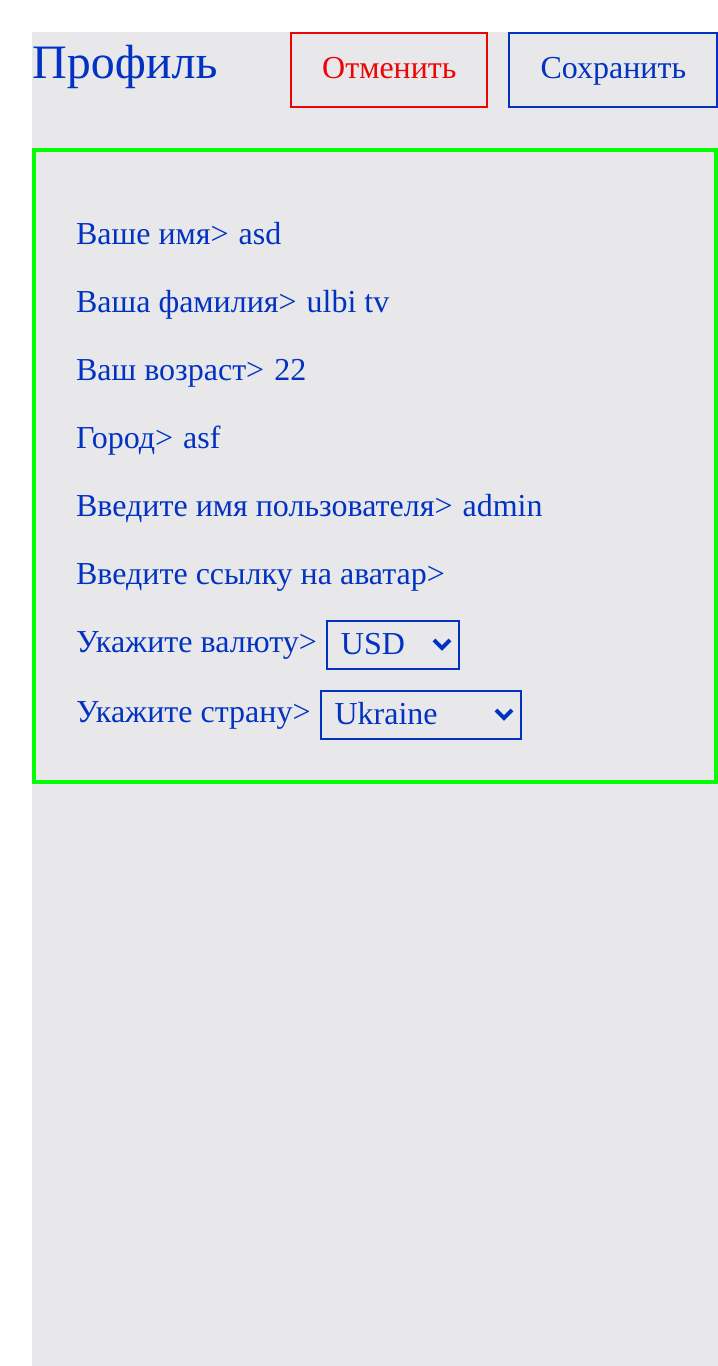 Профиль Отменить Сохранить
Ваше имя> asd
Ваша фамилия> ulbi tv
Ваш возраст> 22
Город> asf
Введите имя пользователя> admin
Введите ссылку на аватар>
Укажите валюту> USD
Укажите страну> Ukraine